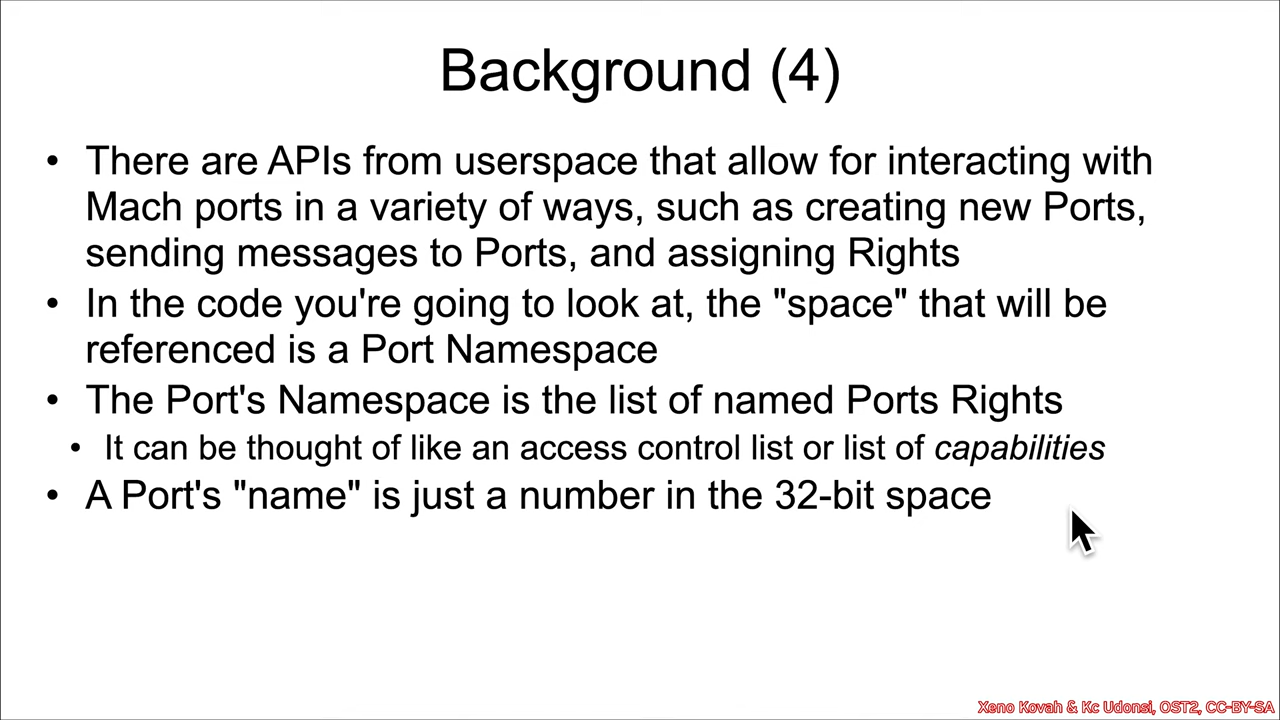 Background (4)
• There are APIs from userspace that allow for interacting with
Mach ports in a variety of ways, such as creating new Ports,
sending messages to Ports, and assigning Rights
• In the code you're going to look at, the "space" that will be
referenced is a Port Namespace
• The Port's Namespace is the list of named Ports Rights
• It can be thought of like an access control list or list of capabilities
• A Port's "name" is just a number in the 32-bit space
Xeno Kovah & Kc Udonsi, OST2, CC-BY-SA